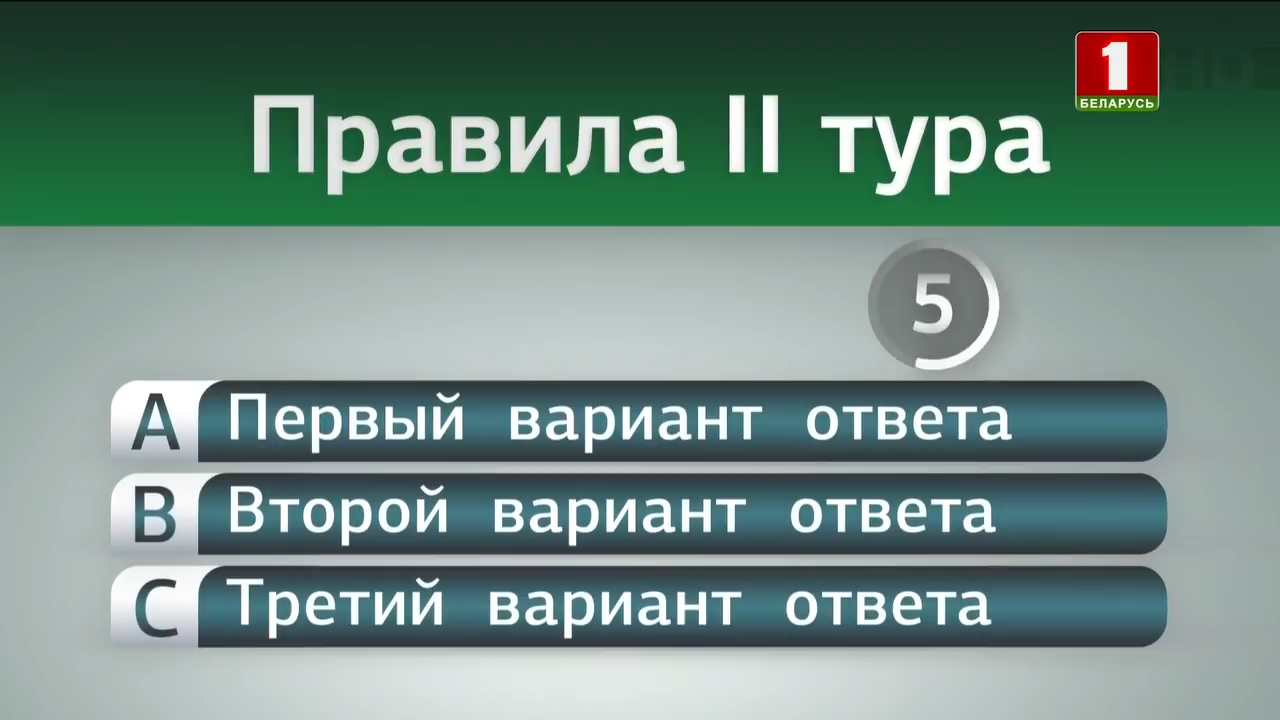 1
БЕЛАРУСЬ
Правила II тура
5
A Первый вариант ответа
B Второй вариант ответа
C Третий вариант ответа